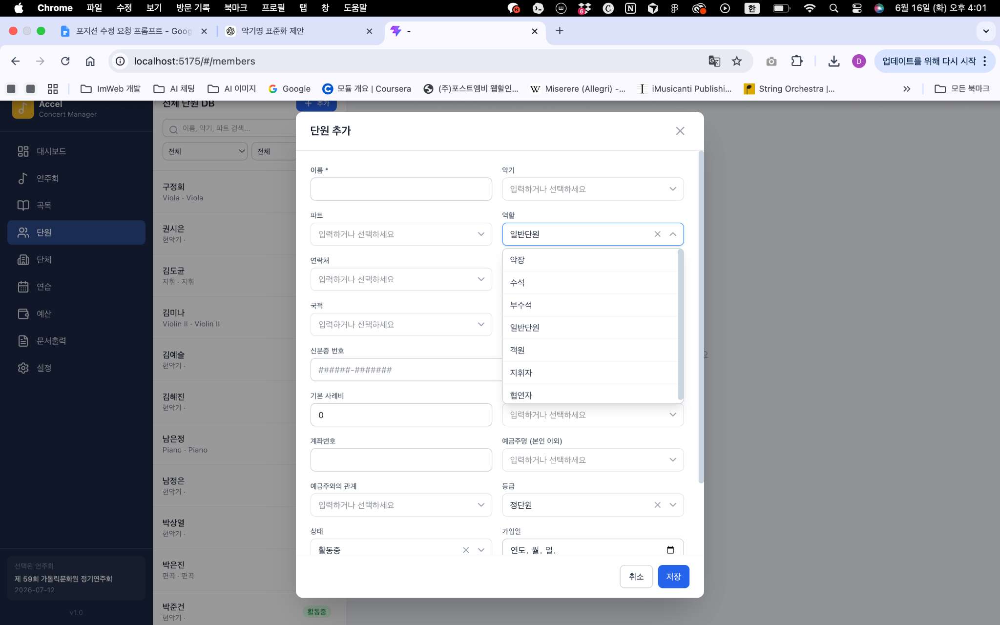 Chrome 파일 수정 보기 방문 기록 북마크 프로필 탭 창 도움말 6 한 6월 16일 (화) 오후 4:01
포지션 수정 요청 프롬프트 - Goog 악기명 표준화 제안 -
localhost:5175/#/members D 업데이트를 위해 다시 시작
ImWeb 개발 AI 채팅 AI 이미지 Google 모듈 개요 | Coursera (주)포스트엠비 웹할인... Miserere (Allegri) -... iMusicanti Publishi... String Orchestra |... 모든 북마크
Accel
Concert Manager
대시보드
연주회
곡목
단원
단체
연습
예산
문서출력
설정
선택된 연주회
제 59회 가톨릭문화원 정기연주회
2026-07-12
v1.0
전체 단원 DB + 추가
이름, 악기, 파트 검색...
전체 전체
구정회
Viola · Viola
권시은
현악기 ·
김도균
지휘 · 지휘
김미나
Violin II · Violin II
김예슬
현악기 ·
김혜진
현악기 ·
남은정
Piano · Piano
남정은
현악기 ·
박상열
현악기 ·
박은진
편곡 · 편곡
박준건
현악기 ·
활동중
단원 추가
이름 *
악기
입력하거나 선택하세요
파트
입력하거나 선택하세요
역할
일반단원
악장
수석
부수석
일반단원
객원
지휘자
협연자
연락처
입력하거나 선택하세요
국적
입력하거나 선택하세요
신분증 번호
######-#######
기본 사례비
0
입력하거나 선택하세요
계좌번호
예금주명 (본인 이외)
입력하거나 선택하세요
예금주와의 관계
입력하거나 선택하세요
등급
정단원
상태
활동중
가입일
연도. 월. 일.
취소 저장
요